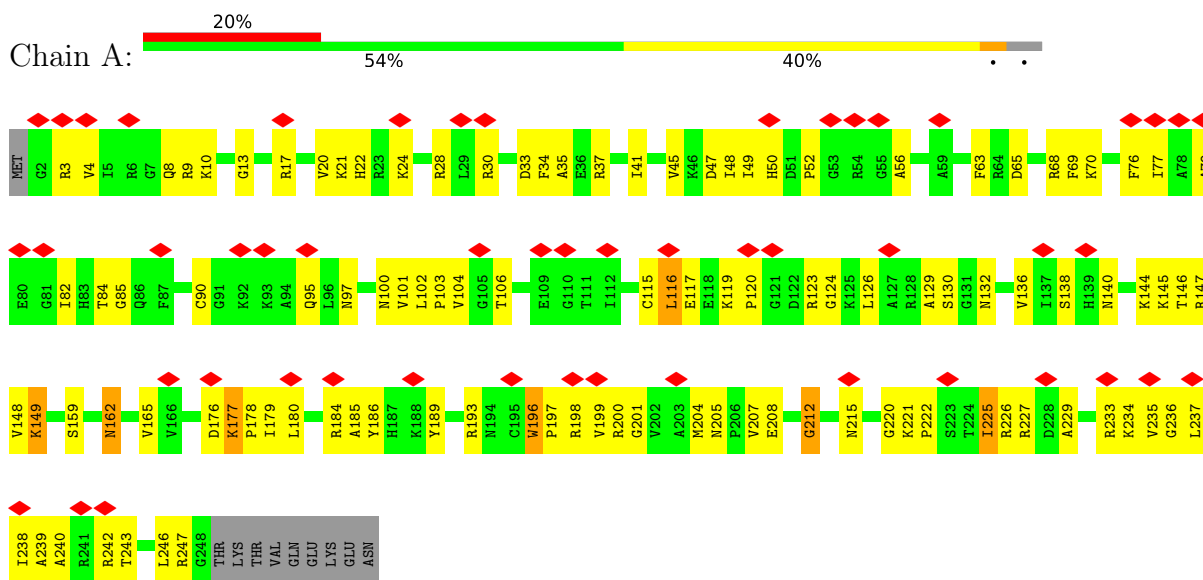 20%
Chain A:
54% 40% • •
MET G2 R3 V4 I5 R6 G7 Q8 R9 K10 G13 R17 V20 K21 H22 R23 K24 R28 L29 R30 D33 F34 A35 E36 R37 I41 V45 K46 D47 I48 I49 H50 D51 P52 G53 R54 G55 A56 A59 F63 R64 D65 R68 F69 K70 F76 I77 A78
E80 G81 I82 H83 T84 G85 Q86 F87 C90 G91 K92 K93 A94 Q95 L96 N97 N100 V101 L102 P103 V104 G105 T106 E109 G110 T111 I112 C115 L116 E117 E118 K119 P120 G121 D122 R123 G124 K125 L126 A127 R128 A129 S130 G131 N132 V136 I137 S138 H139 N140 K144 K145 T146 R147
V148 K149 S159 N162 V165 V166 D176 K177 P178 I179 L180 R184 A185 Y186 H187 K188 Y189 R193 N194 C195 W196 P197 R198 V199 R200 G201 V202 A203 M204 N205 P206 V207 E208 G212 N215 G220 K221 P222 S223 T224 I225 R226 R227 D228 A229 R233 K234 V235 G236 L237
I238 A239 A240 R241 R242 T243 L246 R247 G248 THR LYS THR VAL GLN GLU LYS GLU ASN